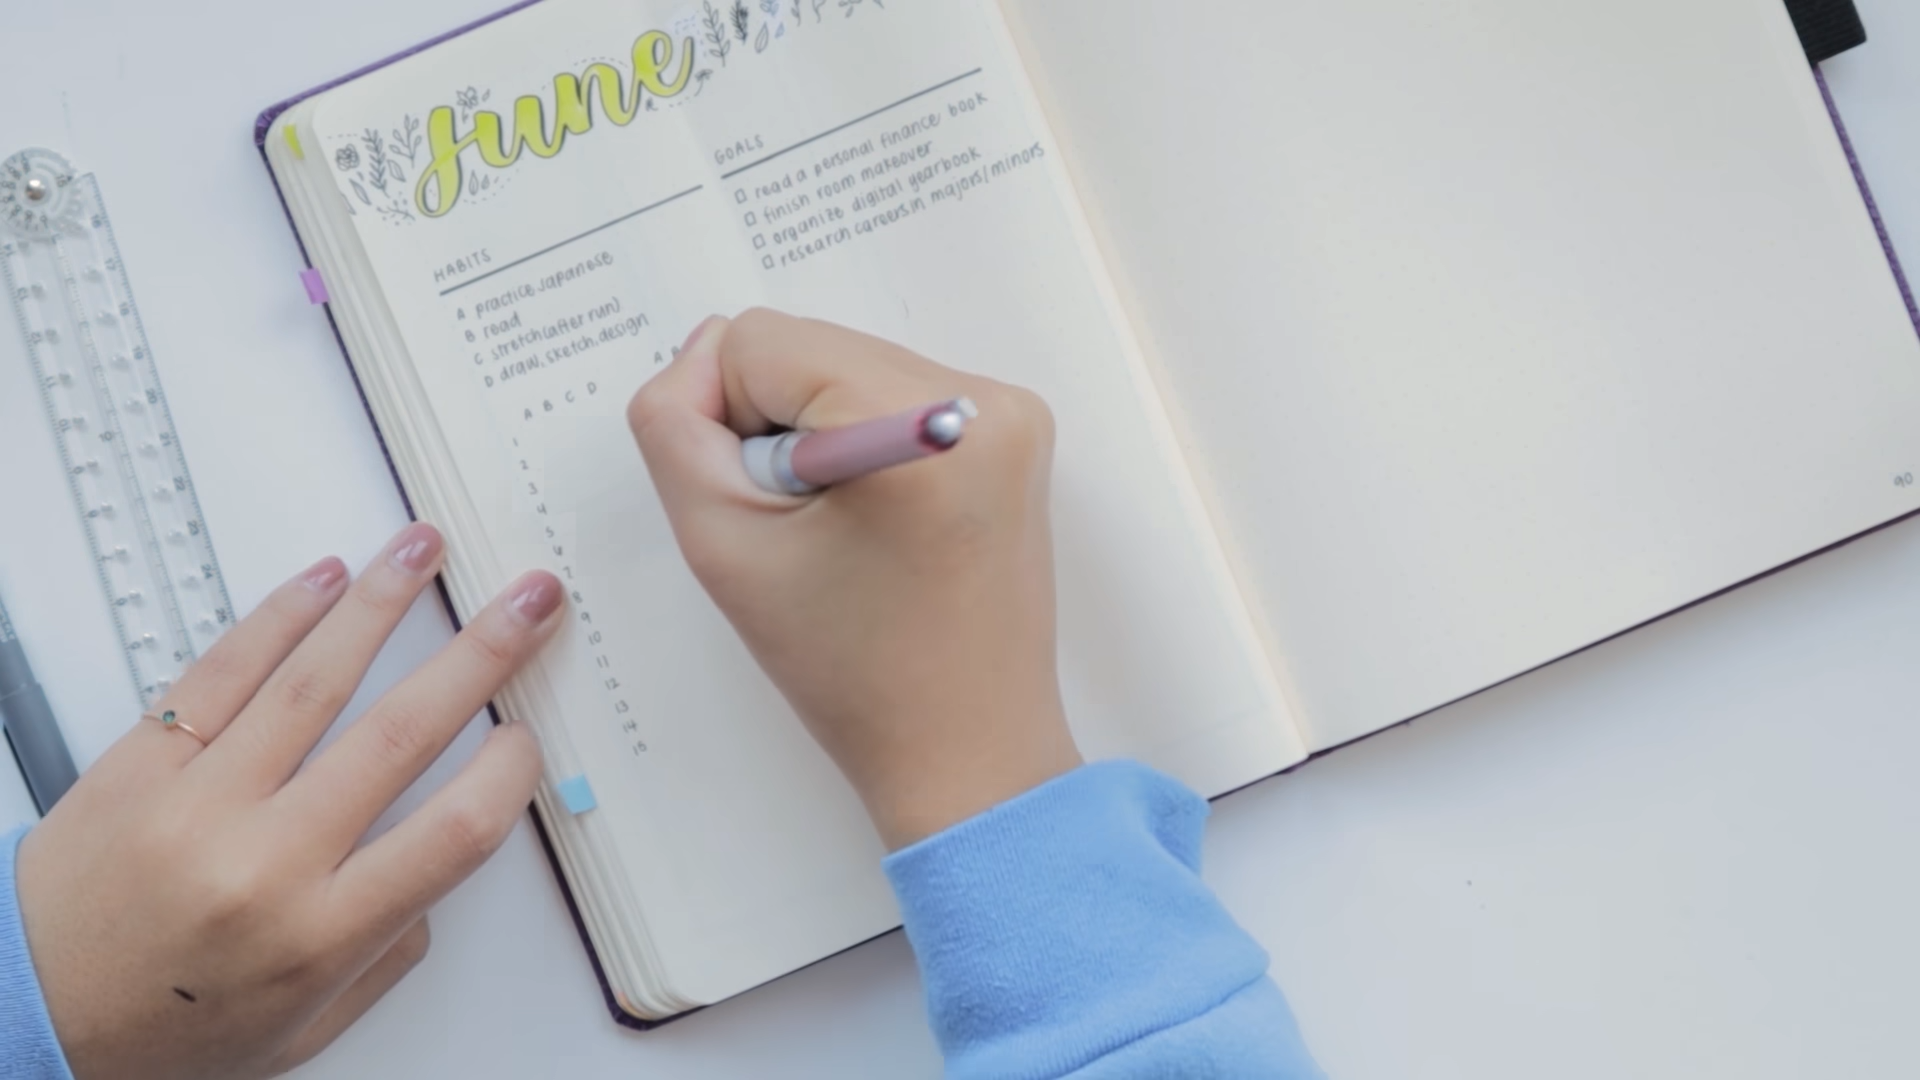 June
HABITS
A practice Japanese
B read
C stretch (after run)
D draw, sketch, design
GOALS
□ read a personal finance book
□ finish room makeover
□ organize digital gearbook
□ research careers in majors/minors
A B C D
A B
1
2
3
4
5
6
7
8
9
10
11
12
13
14
15
90